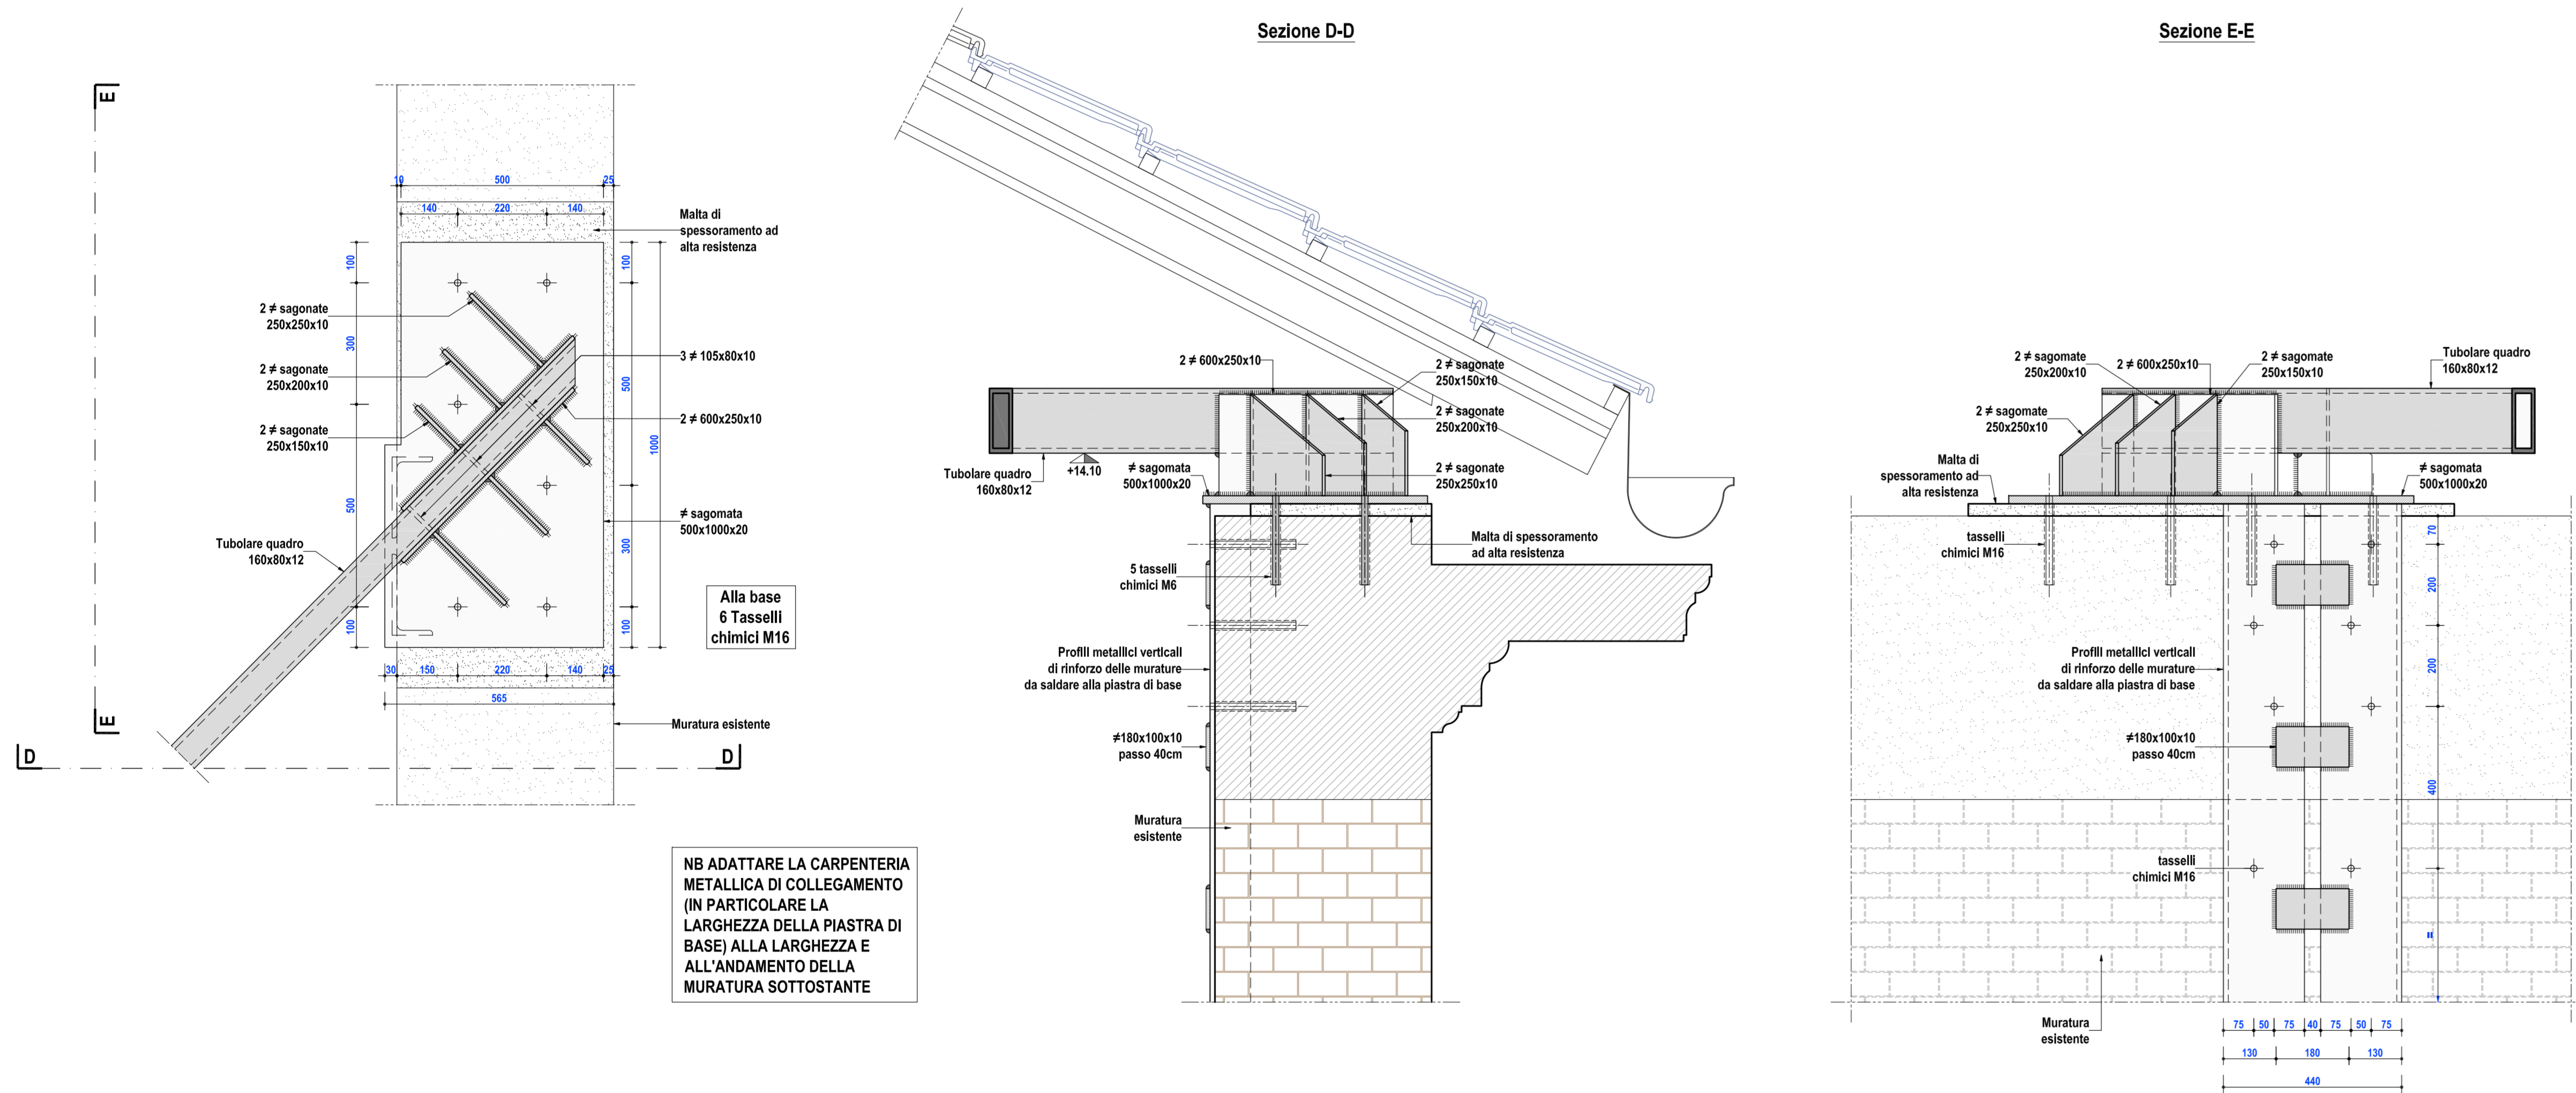 E
10
500
25
140
220
140
Malta di
spessoramento ad
alta resistenza
100
100
2 ≠ sagonate
250x250x10
300
2 ≠ sagonate
250x200x10
3 ≠ 105x80x10
500
2 ≠ 600x250x10
2 ≠ sagonate
250x150x10
1000
500
≠ sagomata
500x1000x20
Tubolare quadro
160x80x12
300
100
100
Alla base
6 Tasselli
chimici M16
30
150
220
140
25
565
Muratura esistente
E
D
D
NB ADATTARE LA CARPENTERIA
METALLICA DI COLLEGAMENTO
(IN PARTICOLARE LA
LARGHEZZA DELLA PIASTRA DI
BASE) ALLA LARGHEZZA E
ALL'ANDAMENTO DELLA
MURATURA SOTTOSTANTE
Sezione D-D
2 ≠ 600x250x10
2 ≠ sagonate
250x150x10
2 ≠ sagonate
250x200x10
2 ≠ sagonate
250x250x10
Tubolare quadro
160x80x12
+14.10
≠ sagomata
500x1000x20
Malta di spessoramento
ad alta resistenza
5 tasselli
chimici M6
Profili metallici verticali
di rinforzo delle murature
da saldare alla piastra di base
≠180x100x10
passo 40cm
Muratura
esistente
Sezione E-E
2 ≠ sagomate
250x200x10
2 ≠ 600x250x10
2 ≠ sagomate
250x150x10
Tubolare quadro
160x80x12
2 ≠ sagomate
250x250x10
Malta di
spessoramento ad
alta resistenza
≠ sagomata
500x1000x20
tasselli
chimici M16
70
200
Profili metallici verticali
di rinforzo delle murature
da saldare alla piastra di base
200
≠180x100x10
passo 40cm
400
tasselli
chimici M16
=
Muratura
esistente
75
50
75
40
75
50
75
130
180
130
440